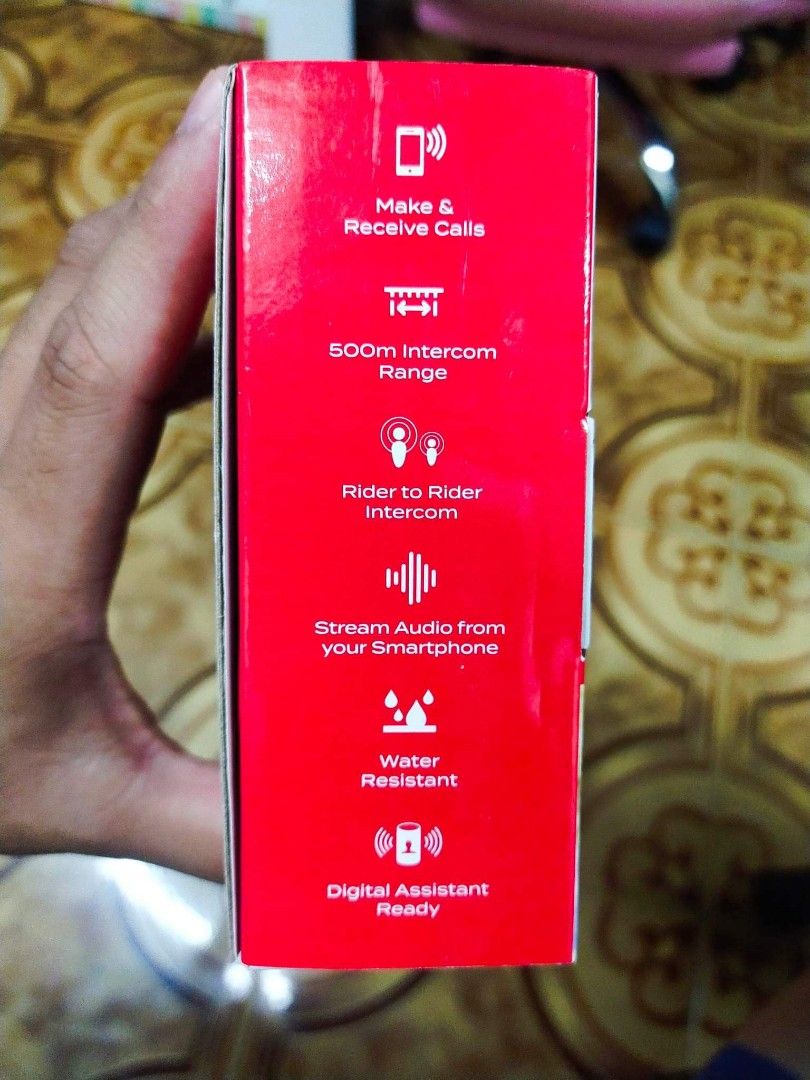 Make &
Receive Calls
500m Intercom
Range
Rider to Rider
Intercom
Stream Audio from
your Smartphone
Water
Resistant
Digital Assistant
Ready